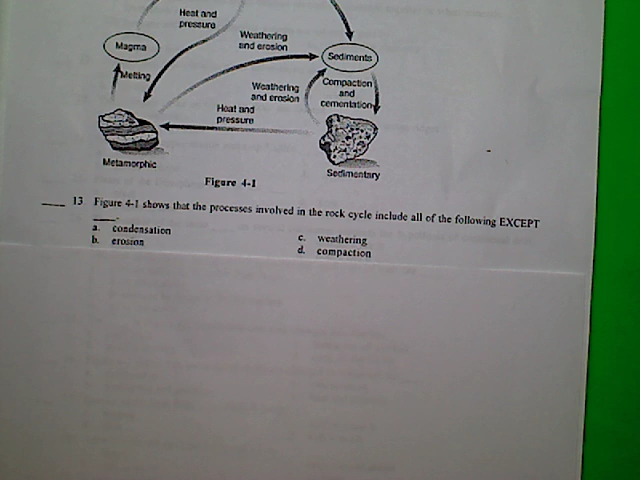 Heat and
pressure
Magma
Melting
Weathering
and erosion
Sediments
Weathering
and erosion
Compaction
and
cementation
Heat and
pressure
Metamorphic
Sedimentary
Figure 4-1
____ 13 Figure 4-1 shows that the processes involved in the rock cycle include all of the following EXCEPT
____.
a. condensation
b. erosion
c. weathering
d. compaction